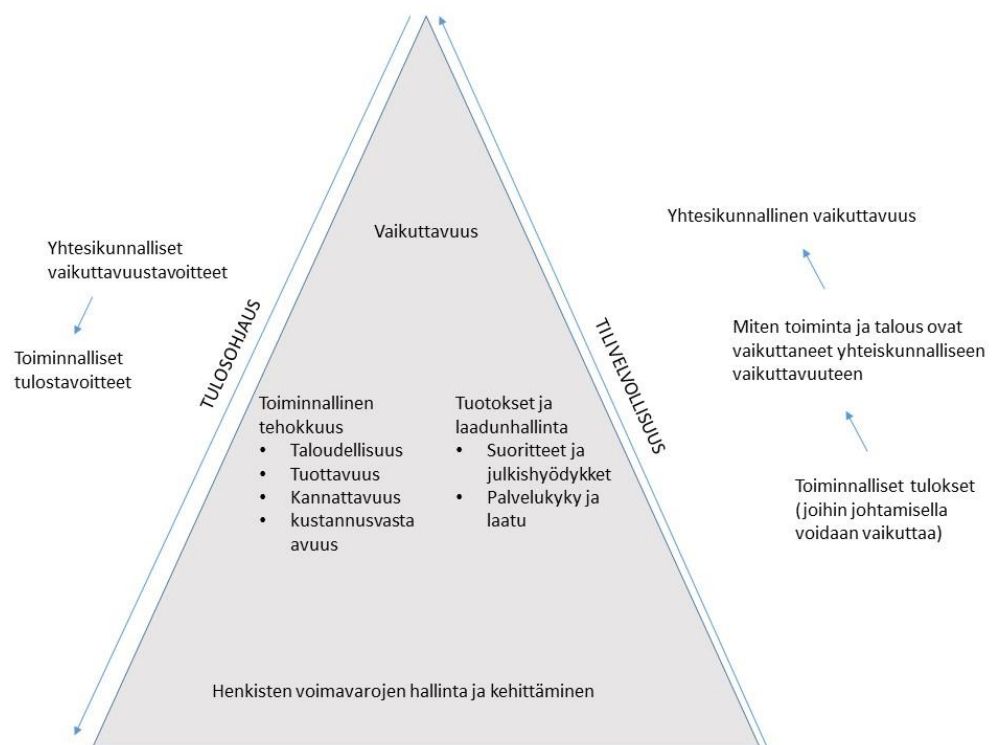 Vaikuttavuus
Yhtesikunnalliset
vaikuttavuustavoitteet
Toiminnalliset
tulostavoitteet
TULOSOHJAUS
Toiminnallinen
tehokkuus
• Taloudellisuus
• Tuottavuus
• Kannattavuus
• kustannusvasta
avuus
Tuotokset ja
laadunhallinta
• Suoritteet ja
julkishyödykket
• Palvelukyky ja
laatu
Henkisten voimavarojen hallinta ja kehittäminen
TILIVELVOLLISUUS
Yhtesikunnallinen vaikuttavuus
Miten toiminta ja talous ovat
vaikuttaneet yhteiskunnalliseen
vaikuttavuuteen
Toiminnalliset tulokset
(joihin johtamisella
voidaan vaikuttaa)